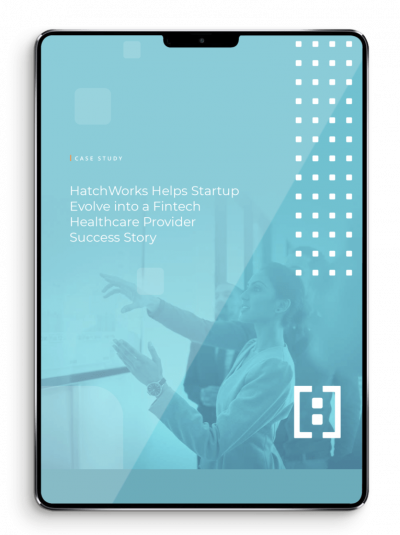 CASE STUDY
HatchWorks Helps Startup
Evolve into a Fintech
Healthcare Provider
Success Story